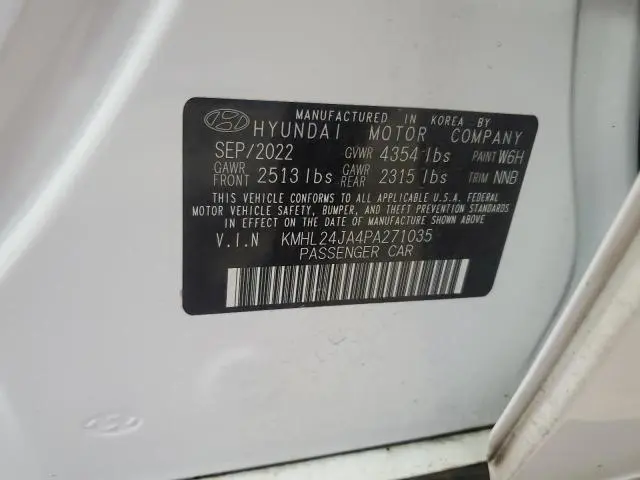 MANUFACTURED IN KOREA BY
HYUNDAI MOTOR COMPANY
SEP/2022 GVWR 4354 lbs PAINT W6H
GAWR FRONT 2513 lbs GAWR REAR 2315 lbs TRIM NNB
THIS VEHICLE CONFORMS TO ALL APPLICABLE U.S.A. FEDERAL
MOTOR VEHICLE SAFETY, BUMPER, AND THEFT PREVENTION STANDARDS
IN EFFECT ON THE DATE OF MANUFACTURE SHOWN ABOVE.
V.I.N KMHL24JA4PA271035
PASSENGER CAR